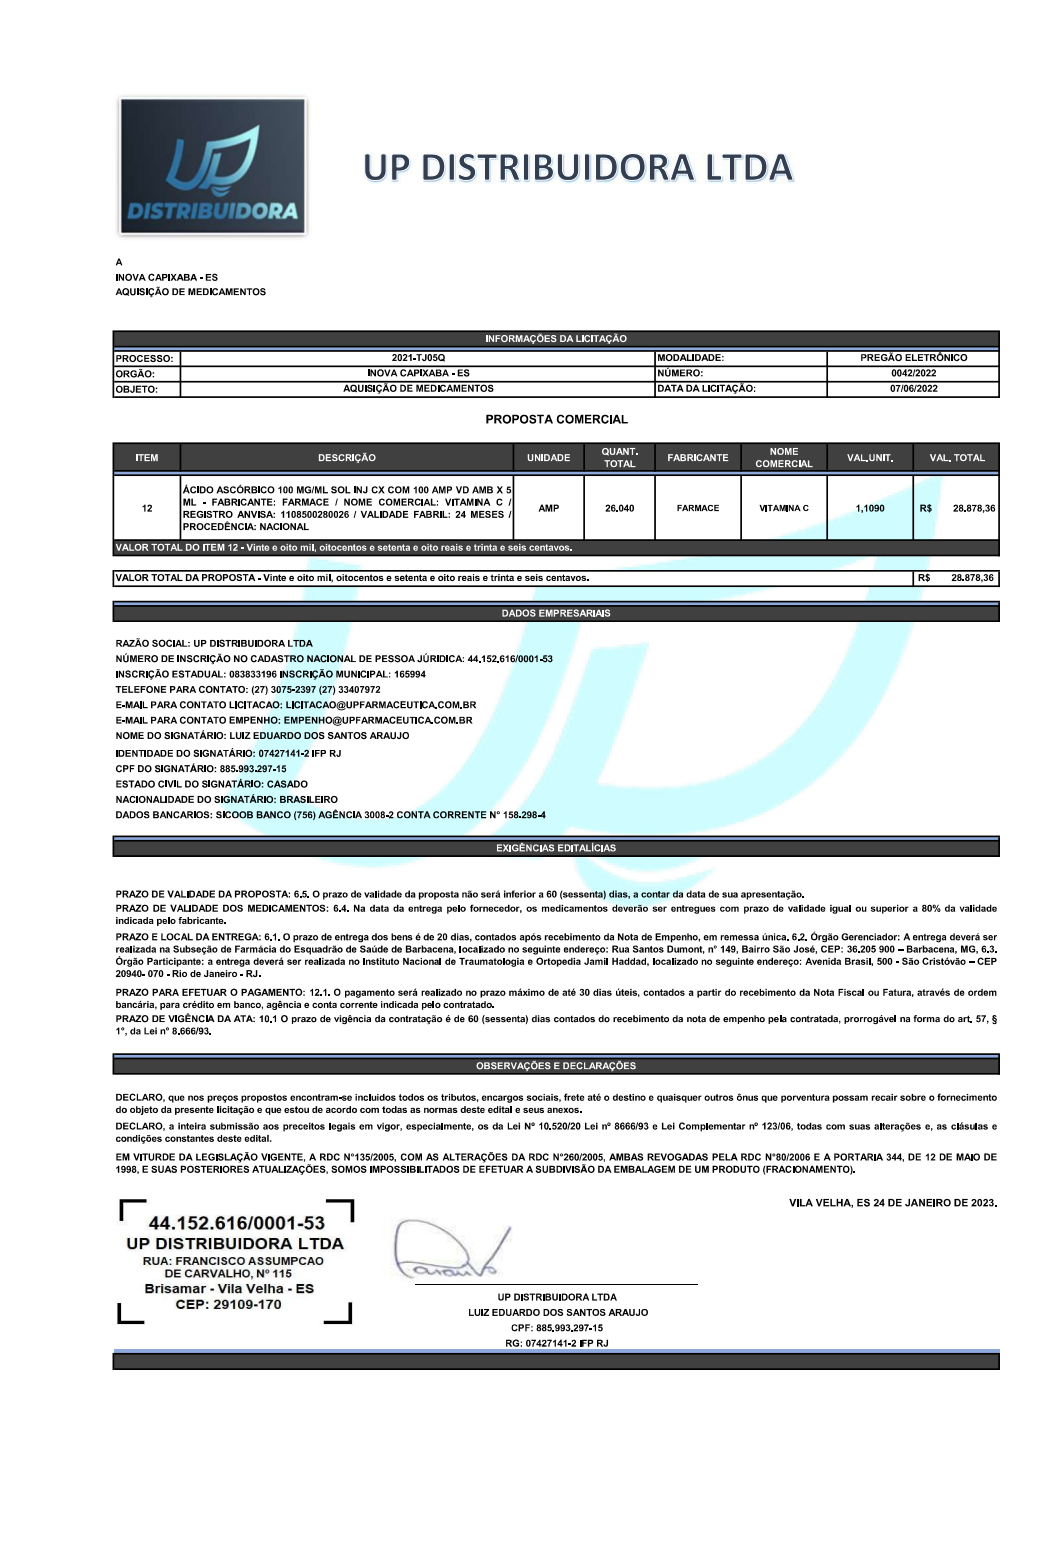 UP
DISTRIBUIDORA
UP DISTRIBUIDORA LTDA
A
INOVA CAPIXABA - ES
AQUISIÇÃO DE MEDICAMENTOS
INFORMAÇÕES DA LICITAÇÃO
PROCESSO: 2021-TJ05Q MODALIDADE: PREGÃO ELETRÔNICO
ORGÃO: INOVA CAPIXABA - ES NÚMERO: 0042/2022
OBJETO: AQUISIÇÃO DE MEDICAMENTOS DATA DA LICITAÇÃO: 07/06/2022
PROPOSTA COMERCIAL
ITEM DESCRIÇÃO UNIDADE QUANT. TOTAL FABRICANTE NOME COMERCIAL VAL.UNIT. VAL. TOTAL
ÁCIDO ASCÓRBICO 100 MG/ML SOL INJ CX COM 100 AMP VD AMB X 5
ML - FABRICANTE: FARMACE / NOME COMERCIAL: VITAMINA C /
12 REGISTRO ANVISA: 1108500280026 / VALIDADE FABRIL: 24 MESES / AMP 26.040 FARMACE VITAMINA C 1,1090 R$ 28.878,36
PROCEDÊNCIA: NACIONAL
VALOR TOTAL DO ITEM 12 - Vinte e oito mil, oitocentos e setenta e oito reais e trinta e seis centavos.
VALOR TOTAL DA PROPOSTA - Vinte e oito mil, oitocentos e setenta e oito reais e trinta e seis centavos. R$ 28.878,36
DADOS EMPRESARIAIS
RAZÃO SOCIAL: UP DISTRIBUIDORA LTDA
NÚMERO DE INSCRIÇÃO NO CADASTRO NACIONAL DE PESSOA JÚRIDICA: 44.152.616/0001-53
INSCRIÇÃO ESTADUAL: 083833196 INSCRIÇÃO MUNICIPAL: 165994
TELEFONE PARA CONTATO: (27) 3075-2397 (27) 33407972
E-MAIL PARA CONTATO LICITACAO: LICITACAO@UPFARMACEUTICA.COM.BR
E-MAIL PARA CONTATO EMPENHO: EMPENHO@UPFARMACEUTICA.COM.BR
NOME DO SIGNATÁRIO: LUIZ EDUARDO DOS SANTOS ARAUJO
IDENTIDADE DO SIGNATÁRIO: 07427141-2 IFP RJ
CPF DO SIGNATÁRIO: 885.993.297-15
ESTADO CIVIL DO SIGNATÁRIO: CASADO
NACIONALIDADE DO SIGNATÁRIO: BRASILEIRO
DADOS BANCARIOS: SICOOB BANCO (756) AGÊNCIA 3008-2 CONTA CORRENTE N° 158.298-4
EXIGÊNCIAS EDITALÍCIAS
PRAZO DE VALIDADE DA PROPOSTA: 6.5. O prazo de validade da proposta não será inferior a 60 (sessenta) dias, a contar da data de sua apresentação.
PRAZO DE VALIDADE DOS MEDICAMENTOS: 6.4. Na data da entrega pelo fornecedor, os medicamentos deverão ser entregues com prazo de validade igual ou superior a 80% da validade
indicada pelo fabricante.
PRAZO E LOCAL DA ENTREGA: 6.1. O prazo de entrega dos bens é de 20 dias, contados após recebimento da Nota de Empenho, em remessa única. 6.2. Órgão Gerenciador: A entrega deverá ser
realizada na Subseção de Farmácia do Esquadrão de Saúde de Barbacena, localizado no seguinte endereço: Rua Santos Dumont, n° 149, Bairro São José, CEP: 36.205 900 – Barbacena, MG, 6.3.
Órgão Participante: a entrega deverá ser realizada no Instituto Nacional de Traumatologia e Ortopedia Jamil Haddad, localizado no seguinte endereço: Avenida Brasil, 500 - São Cristóvão – CEP
20940- 070 - Rio de Janeiro - RJ.
PRAZO PARA EFETUAR O PAGAMENTO: 12.1. O pagamento será realizado no prazo máximo de até 30 dias úteis, contados a partir do recebimento da Nota Fiscal ou Fatura, através de ordem
bancária, para crédito em banco, agência e conta corrente indicada pelo contratado.
PRAZO DE VIGÊNCIA DA ATA: 10.1 O prazo de vigência da contratação é de 60 (sessenta) dias contados do recebimento da nota de empenho pela contratada, prorrogável na forma do art. 57, §
1°, da Lei n° 8.666/93.
OBSERVAÇÕES E DECLARAÇÕES
DECLARO, que nos preços propostos encontram-se incluidos todos os tributos, encargos sociais, frete até o destino e quaisquer outros ônus que porventura possam recair sobre o fornecimento
do objeto da presente licitação e que estou de acordo com todas as normas deste edital e seus anexos.
DECLARO, a inteira submissão aos preceitos legais em vigor, especialmente, os da Lei Nº 10.520/20 Lei nº 8666/93 e Lei Complementar nº 123/06, todas com suas alterações e, as clásulas e
condições constantes deste edital.
EM VITURDE DA LEGISLAÇÃO VIGENTE, A RDC N°135/2005, COM AS ALTERAÇÕES DA RDC N°260/2005, AMBAS REVOGADAS PELA RDC N°80/2006 E A PORTARIA 344, DE 12 DE MAIO DE
1998, E SUAS POSTERIORES ATUALIZAÇÕES, SOMOS IMPOSSIBILITADOS DE EFETUAR A SUBDIVISÃO DA EMBALAGEM DE UM PRODUTO (FRACIONAMENTO).
VILA VELHA, ES 24 DE JANEIRO DE 2023.
44.152.616/0001-53
UP DISTRIBUIDORA LTDA
RUA: FRANCISCO ASSUMPCAO
DE CARVALHO, Nº 115
Brisamar - Vila Velha - ES
CEP: 29109-170
UP DISTRIBUIDORA LTDA
LUIZ EDUARDO DOS SANTOS ARAUJO
CPF: 885.993.297-15
RG: 07427141-2 IFP RJ